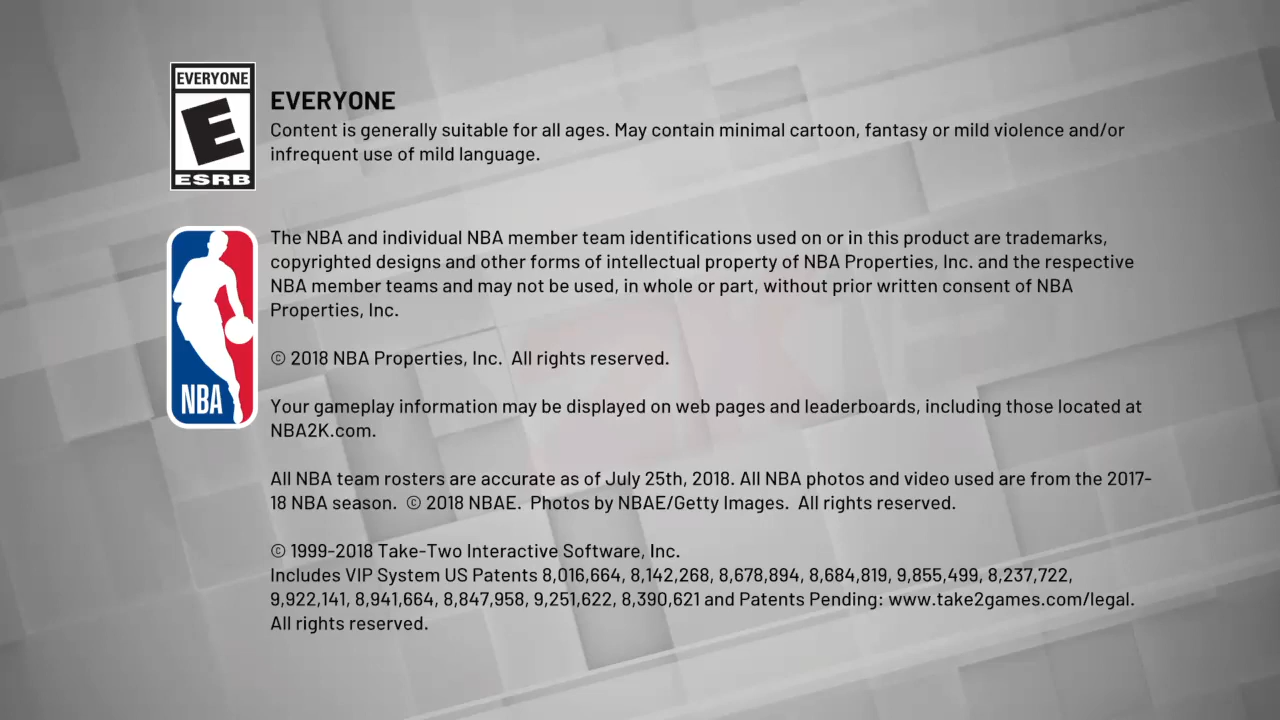 EVERYONE
E
ESRB
EVERYONE
Content is generally suitable for all ages. May contain minimal cartoon, fantasy or mild violence and/or
infrequent use of mild language.
The NBA and individual NBA member team identifications used on or in this product are trademarks,
copyrighted designs and other forms of intellectual property of NBA Properties, Inc. and the respective
NBA member teams and may not be used, in whole or part, without prior written consent of NBA
Properties, Inc.
© 2018 NBA Properties, Inc.  All rights reserved.
NBA
Your gameplay information may be displayed on web pages and leaderboards, including those located at
NBA2K.com.
All NBA team rosters are accurate as of July 25th, 2018. All NBA photos and video used are from the 2017-
18 NBA season.  © 2018 NBAE.  Photos by NBAE/Getty Images.  All rights reserved.
© 1999-2018 Take-Two Interactive Software, Inc.
Includes VIP System US Patents 8,016,664, 8,142,268, 8,678,894, 8,684,819, 9,855,499, 8,237,722,
9,922,141, 8,941,664, 8,847,958, 9,251,622, 8,390,621 and Patents Pending: www.take2games.com/legal.
All rights reserved.